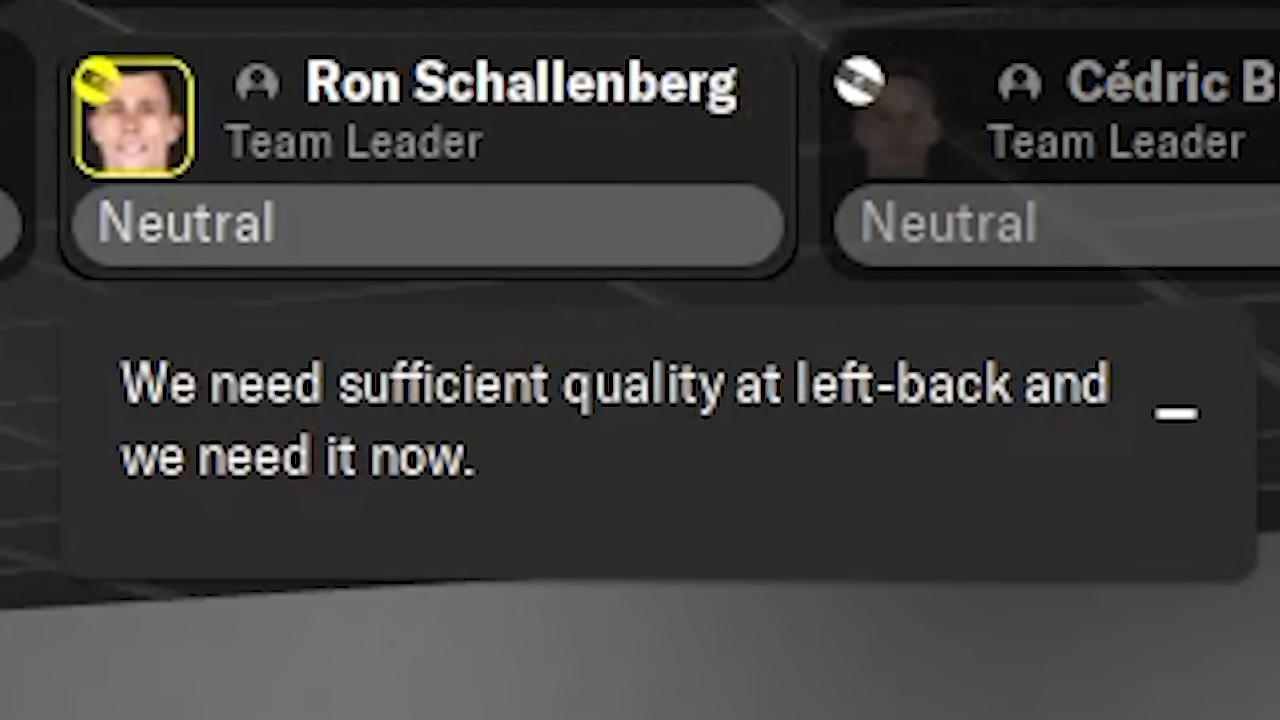 Ron Schallenberg
Team Leader
Neutral
Cédric B
Team Leader
Neutral
We need sufficient quality at left-back and
we need it now.